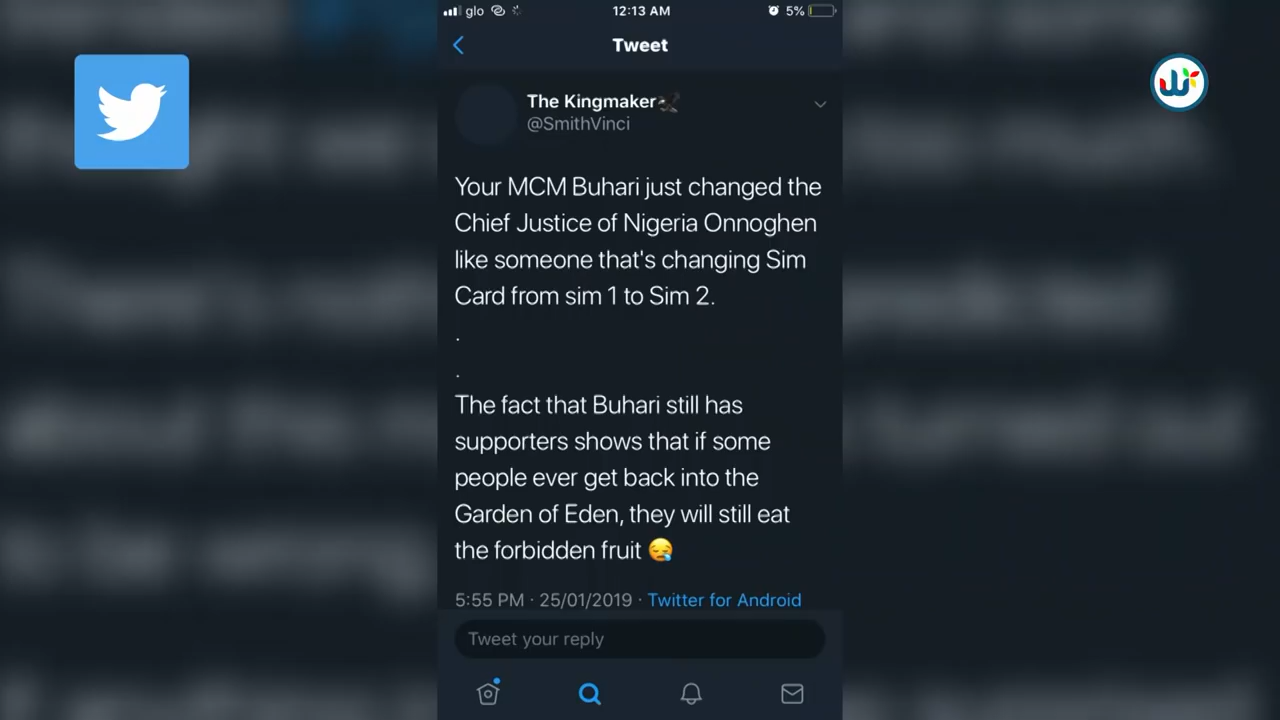 glo
12:13 AM
5%
Tweet
The Kingmaker
@SmithVinci
Your MCM Buhari just changed the
Chief Justice of Nigeria Onnoghen
like someone that's changing Sim
Card from sim 1 to Sim 2.
.
.
The fact that Buhari still has
supporters shows that if some
people ever get back into the
Garden of Eden, they will still eat
the forbidden fruit 😪
5:55 PM · 25/01/2019 · Twitter for Android
Tweet your reply